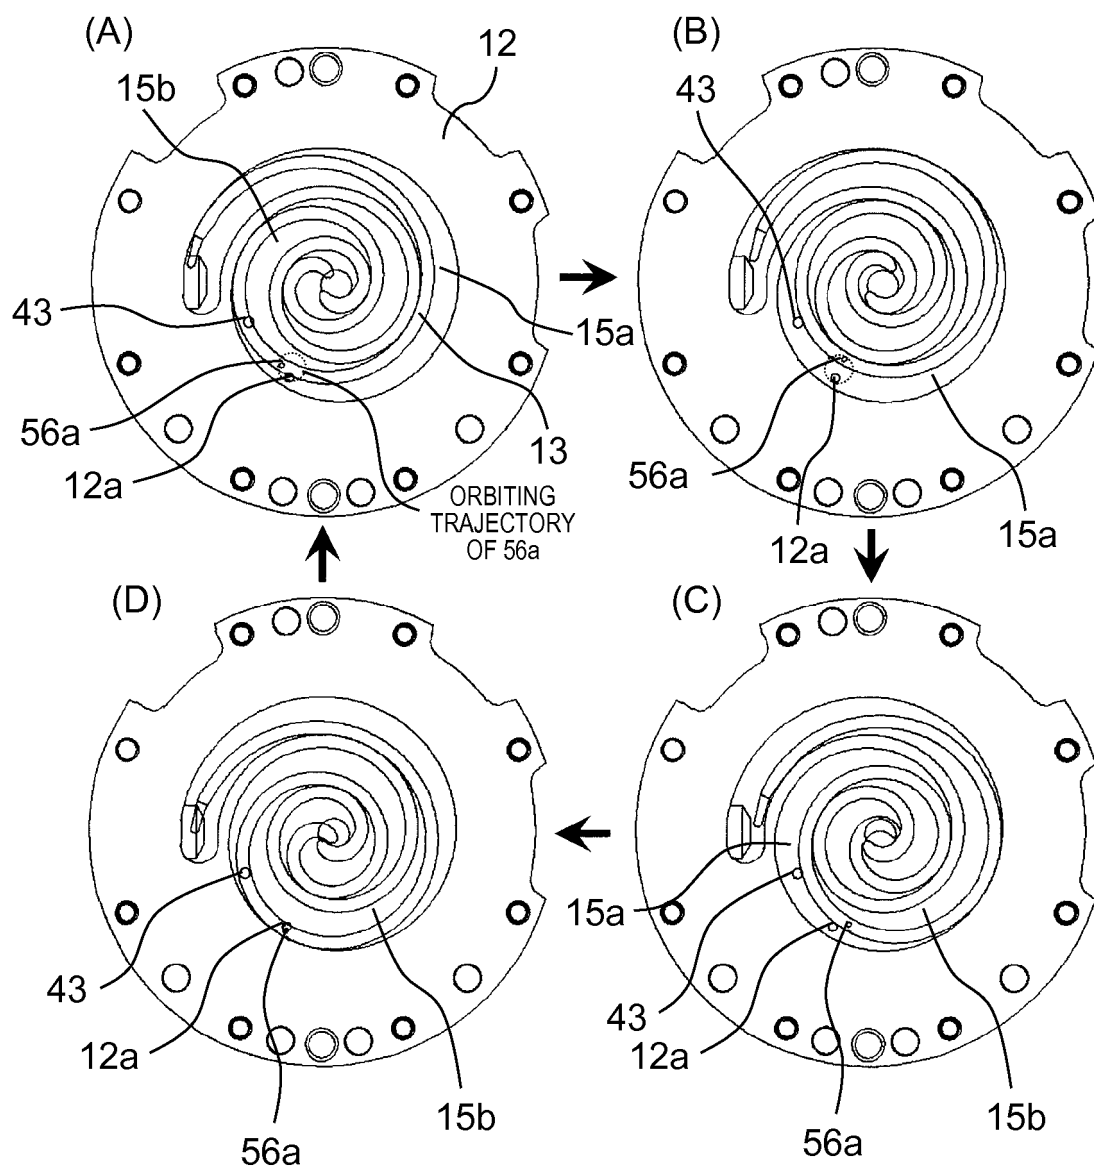 (A)
12
(B)
15b
43
43
15a
56a
12a
13
56a
12a
15a
ORBITING
TRAJECTORY
OF 56a
(D)
(C)
15a
43
43
12a
12a
15b
15b
56a
56a